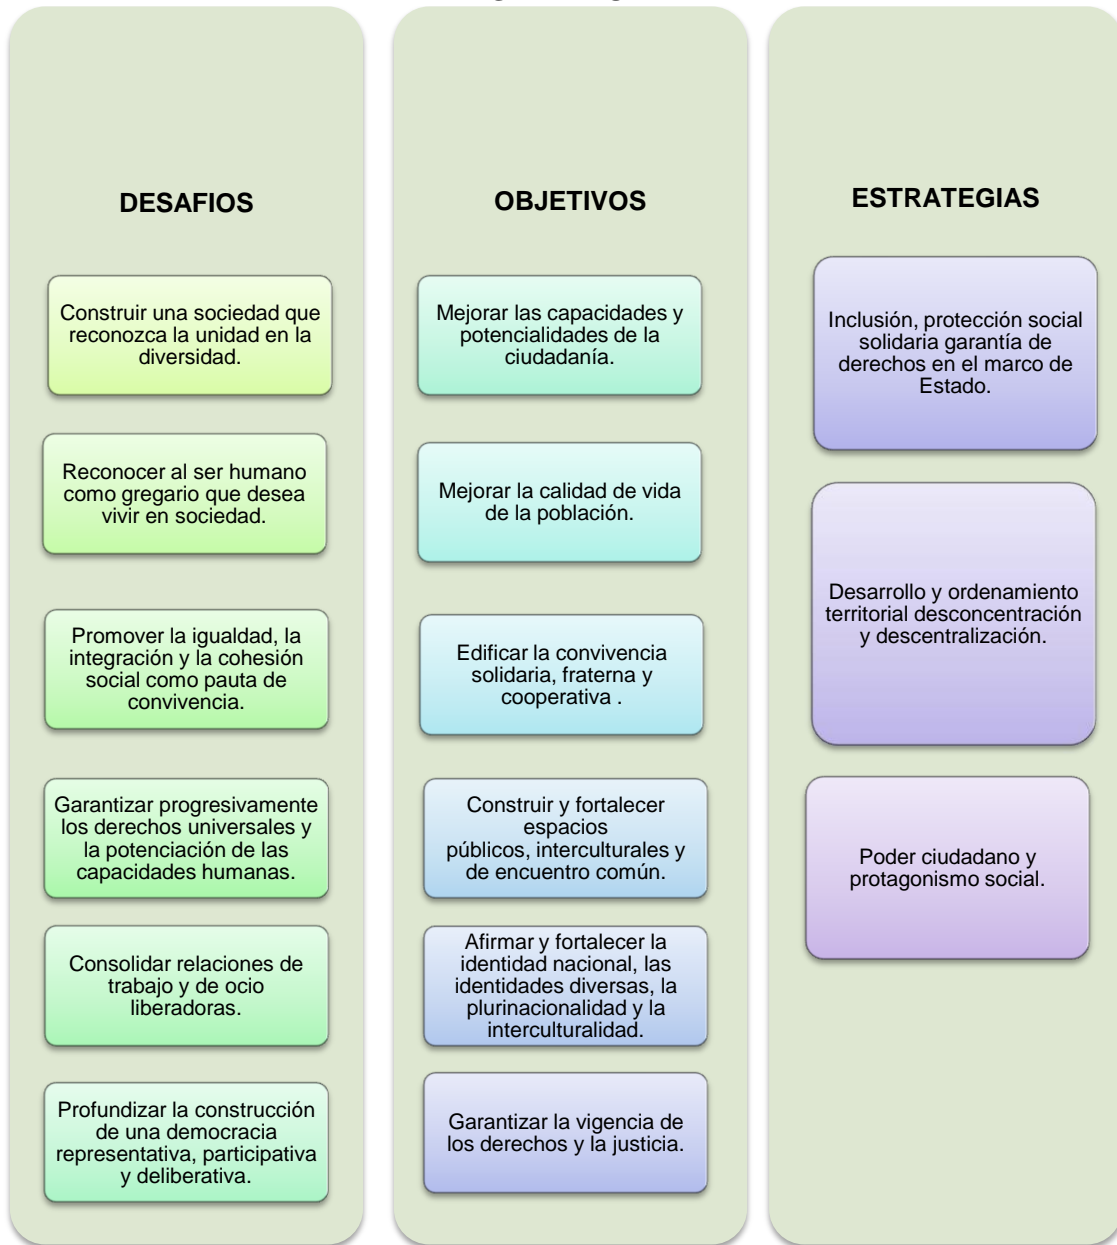 DESAFIOS
Construir una sociedad que
reconozca la unidad en la
diversidad.
Reconocer al ser humano
como gregario que desea
vivir en sociedad.
Promover la igualdad, la
integración y la cohesión
social como pauta de
convivencia.
Garantizar progresivamente
los derechos universales y
la potenciación de las
capacidades humanas.
Consolidar relaciones de
trabajo y de ocio
liberadoras.
Profundizar la construcción
de una democracia
representativa, participativa
y deliberativa.
OBJETIVOS
Mejorar las capacidades y
potencialidades de la
ciudadanía.
Mejorar la calidad de vida
de la población.
Edificar la convivencia
solidaria, fraterna y
cooperativa .
Construir y fortalecer
espacios
públicos, interculturales y
de encuentro común.
Afirmar y fortalecer la
identidad nacional, las
identidades diversas, la
plurinacionalidad y la
interculturalidad.
Garantizar la vigencia de
los derechos y la justicia.
ESTRATEGIAS
Inclusión, protección social
solidaria garantía de
derechos en el marco de
Estado.
Desarrollo y ordenamiento
territorial desconcentración
y descentralización.
Poder ciudadano y
protagonismo social.